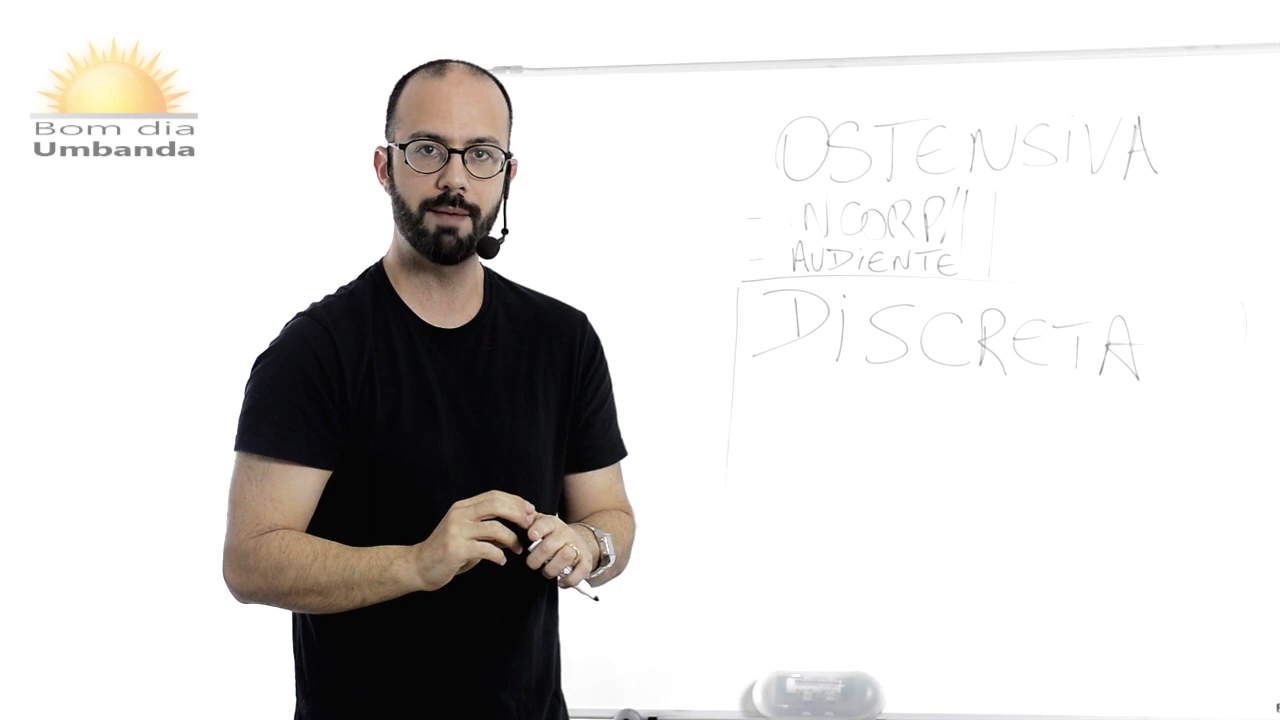 Bom dia
Umbanda
OSTENSIVA
- INCORP.
- AUDIENTE
DISCRETA